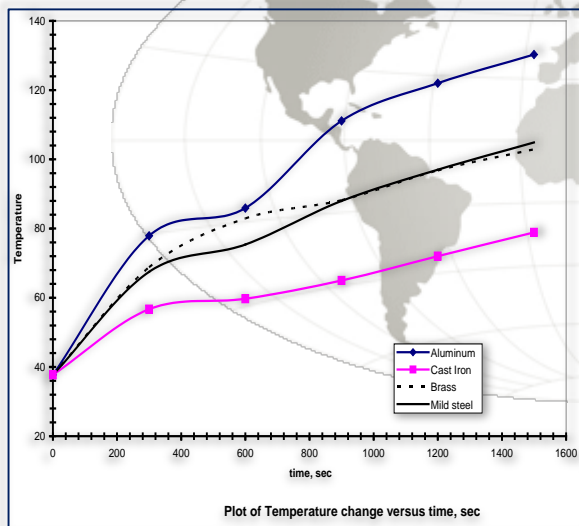 140
120
100
80
60
40
20
Temperature
0 200 400 600 800 1000 1200 1400 1600
time, sec
Aluminum
Cast Iron
Brass
Mild steel
Plot of Temperature change versus time, sec